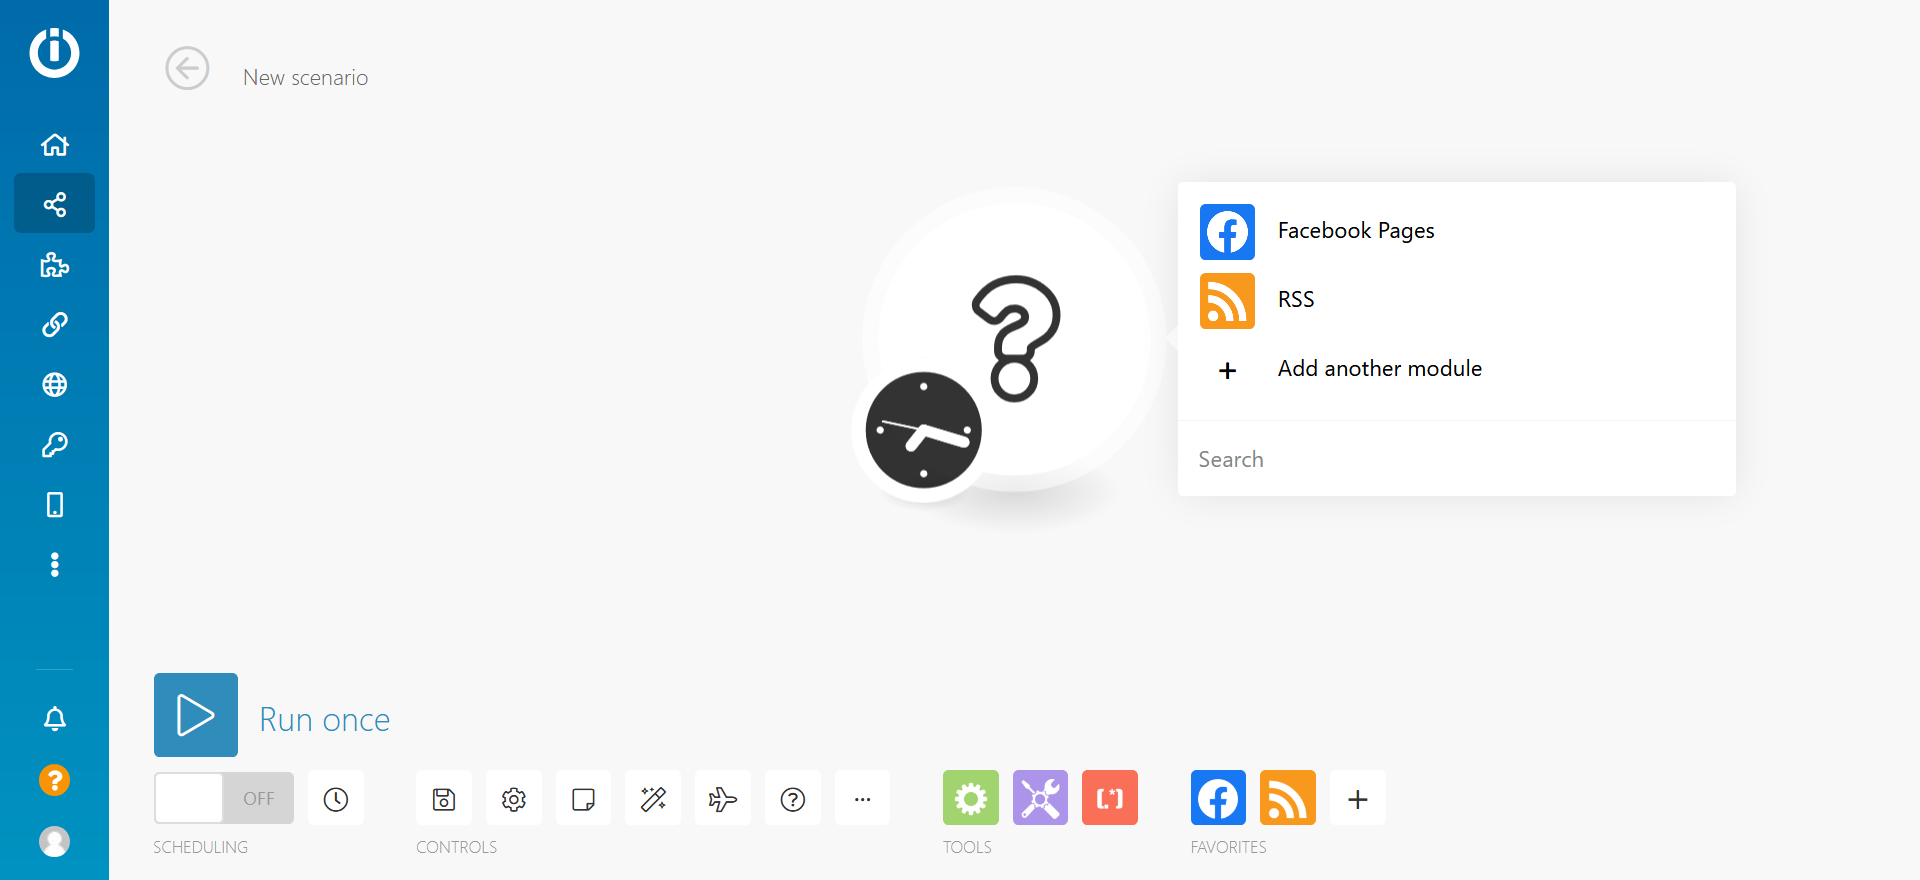 New scenario
Facebook Pages
RSS
Add another module
Search
Run once
OFF
SCHEDULING
CONTROLS
TOOLS
FAVORITES